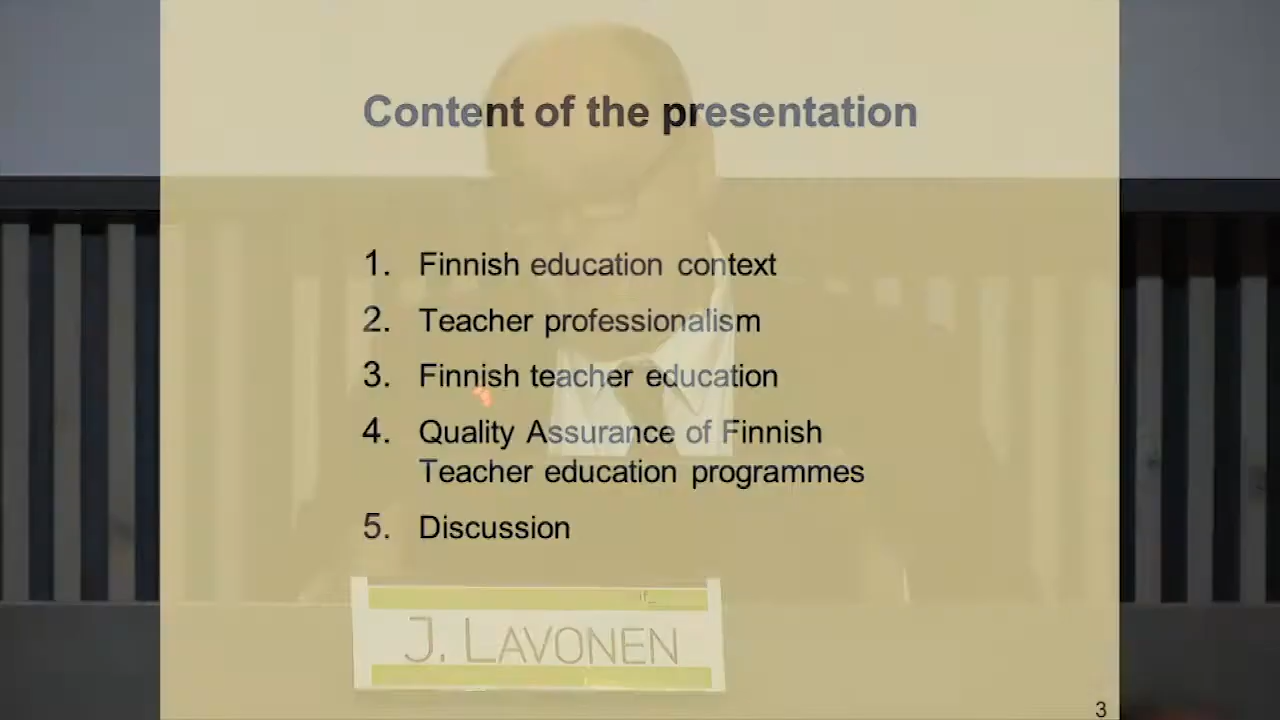 Content of the presentation
1. Finnish education context
2. Teacher professionalism
3. Finnish teacher education
4. Quality Assurance of Finnish
Teacher education programmes
5. Discussion
if_
J. LAVONEN
3